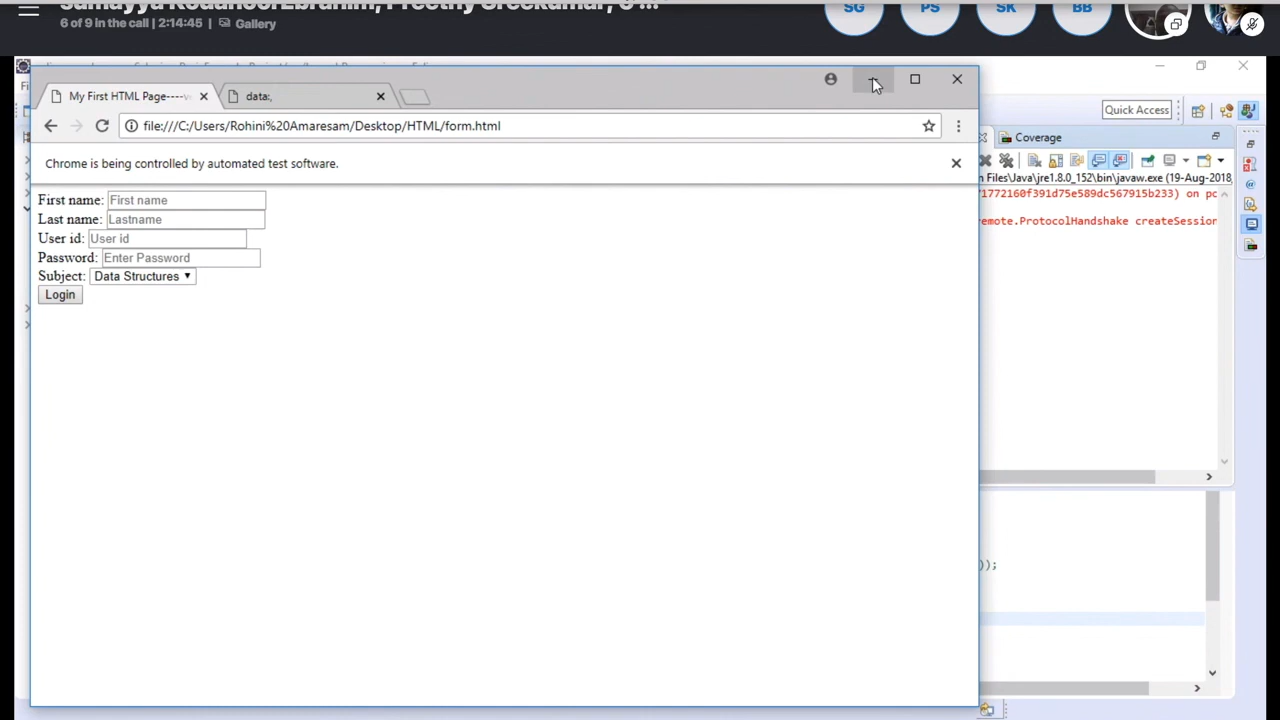 6 of 9 in the call | 2:14:45 | Gallery
SG
PS
SK
BB
My First HTML Page----
data:,
file:///C:/Users/Rohini%20Amaresam/Desktop/HTML/form.html
Quick Access
Chrome is being controlled by automated test software.
Coverage
Files\Java\jre1.8.0_152\bin\javaw.exe (19-Aug-2018,
71772160f391d75e589dc567915b233) on po
emote.ProtocolHandshake createSession
First name: First name
Last name: Lastname
User id: User id
Password: Enter Password
Subject: Data Structures
Login
));